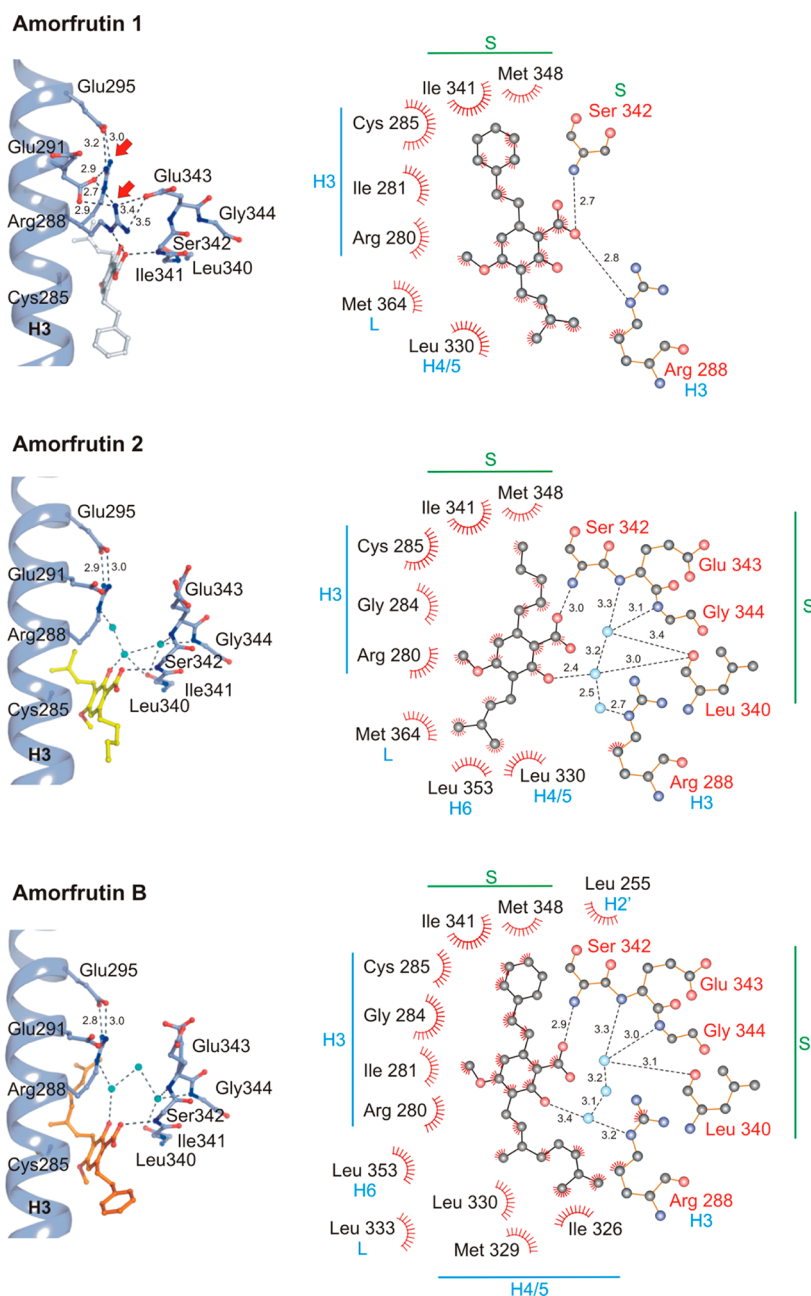 Amorfrutin 1
Glu295
3.2
3.0
Glu291
2.9
2.7
2.9
Glu343
3.4
3.5
Gly344
Arg288
Ser342
Ile341
Leu340
Cys285
H3
S
Ile 341
Met 348
S
Ser 342
Cys 285
H3
Ile 281
Arg 280
2.7
2.8
Met 364
L
Leu 330
H4/5
Arg 288
H3
Amorfrutin 2
Glu295
2.9
3.0
Glu291
Glu343
Arg288
Gly344
Ser342
Ile341
Leu340
Cys285
H3
S
Ile 341
Met 348
Ser 342
Cys 285
Glu 343
H3
Gly 284
3.0
3.3
3.1
Gly 344
S
Arg 280
3.4
3.2
3.0
2.4
2.5
2.7
Leu 340
Met 364
L
Leu 353
H6
Leu 330
H4/5
Arg 288
H3
Amorfrutin B
Glu295
2.8
3.0
Glu291
Glu343
Arg288
Gly344
Ser342
Ile341
Leu340
Cys285
H3
S
Leu 255
H2'
Ile 341
Met 348
Ser 342
Cys 285
Glu 343
Gly 284
2.9
3.3
3.0
Gly 344
H3
S
Ile 281
3.1
3.2
3.1
Arg 280
3.4
3.2
Leu 340
Leu 353
H6
Leu 330
Arg 288
H3
Leu 333
L
Ile 326
Met 329
H4/5